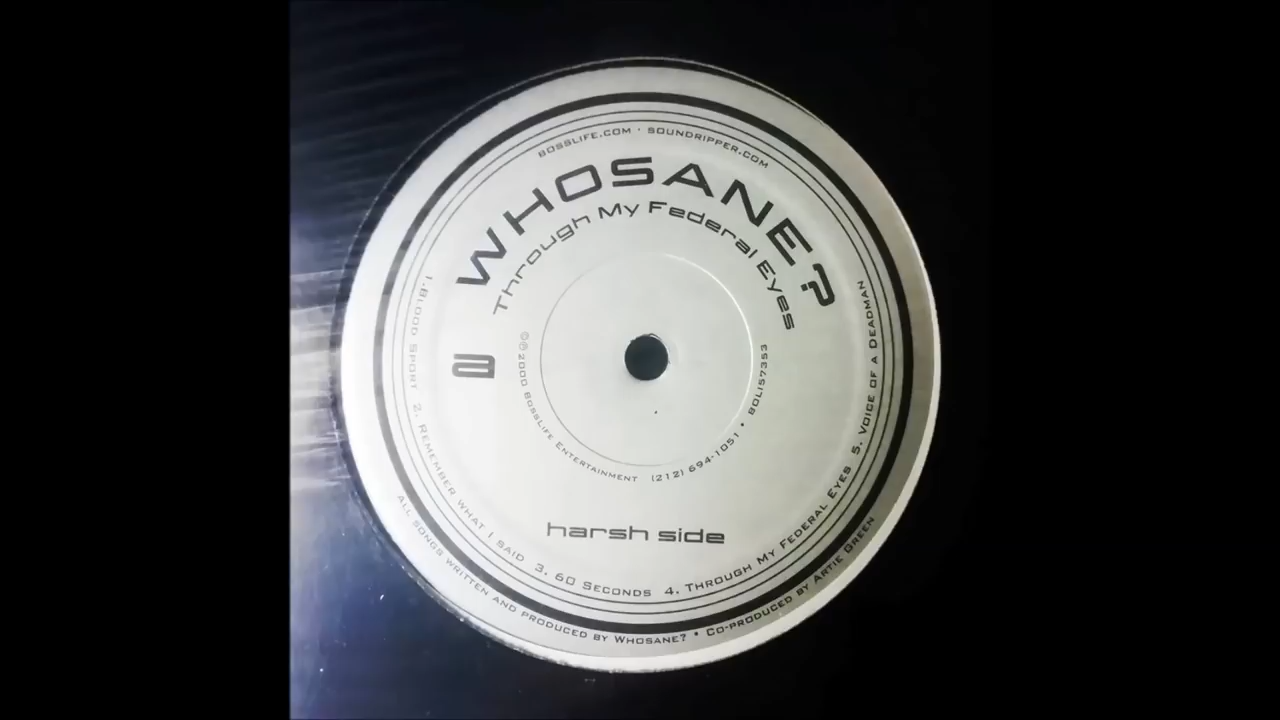 BOSSLIFE.COM · SOUNDRIPPER.COM
WHOSANE?
Through My Federal Eyes
a
©℗ 2000 BOSSLIFE ENTERTAINMENT (212) 694-1051 • BOLI57353
harsh side
1. BLOOD SPORT 2. REMEMBER WHAT I SAID 3. 60 SECONDS 4. THROUGH MY FEDERAL EYES 5. VOICE OF A DEADMAN
ALL SONGS WRITTEN AND PRODUCED BY WHOSANE? • CO-PRODUCED BY ARTIE GREEN